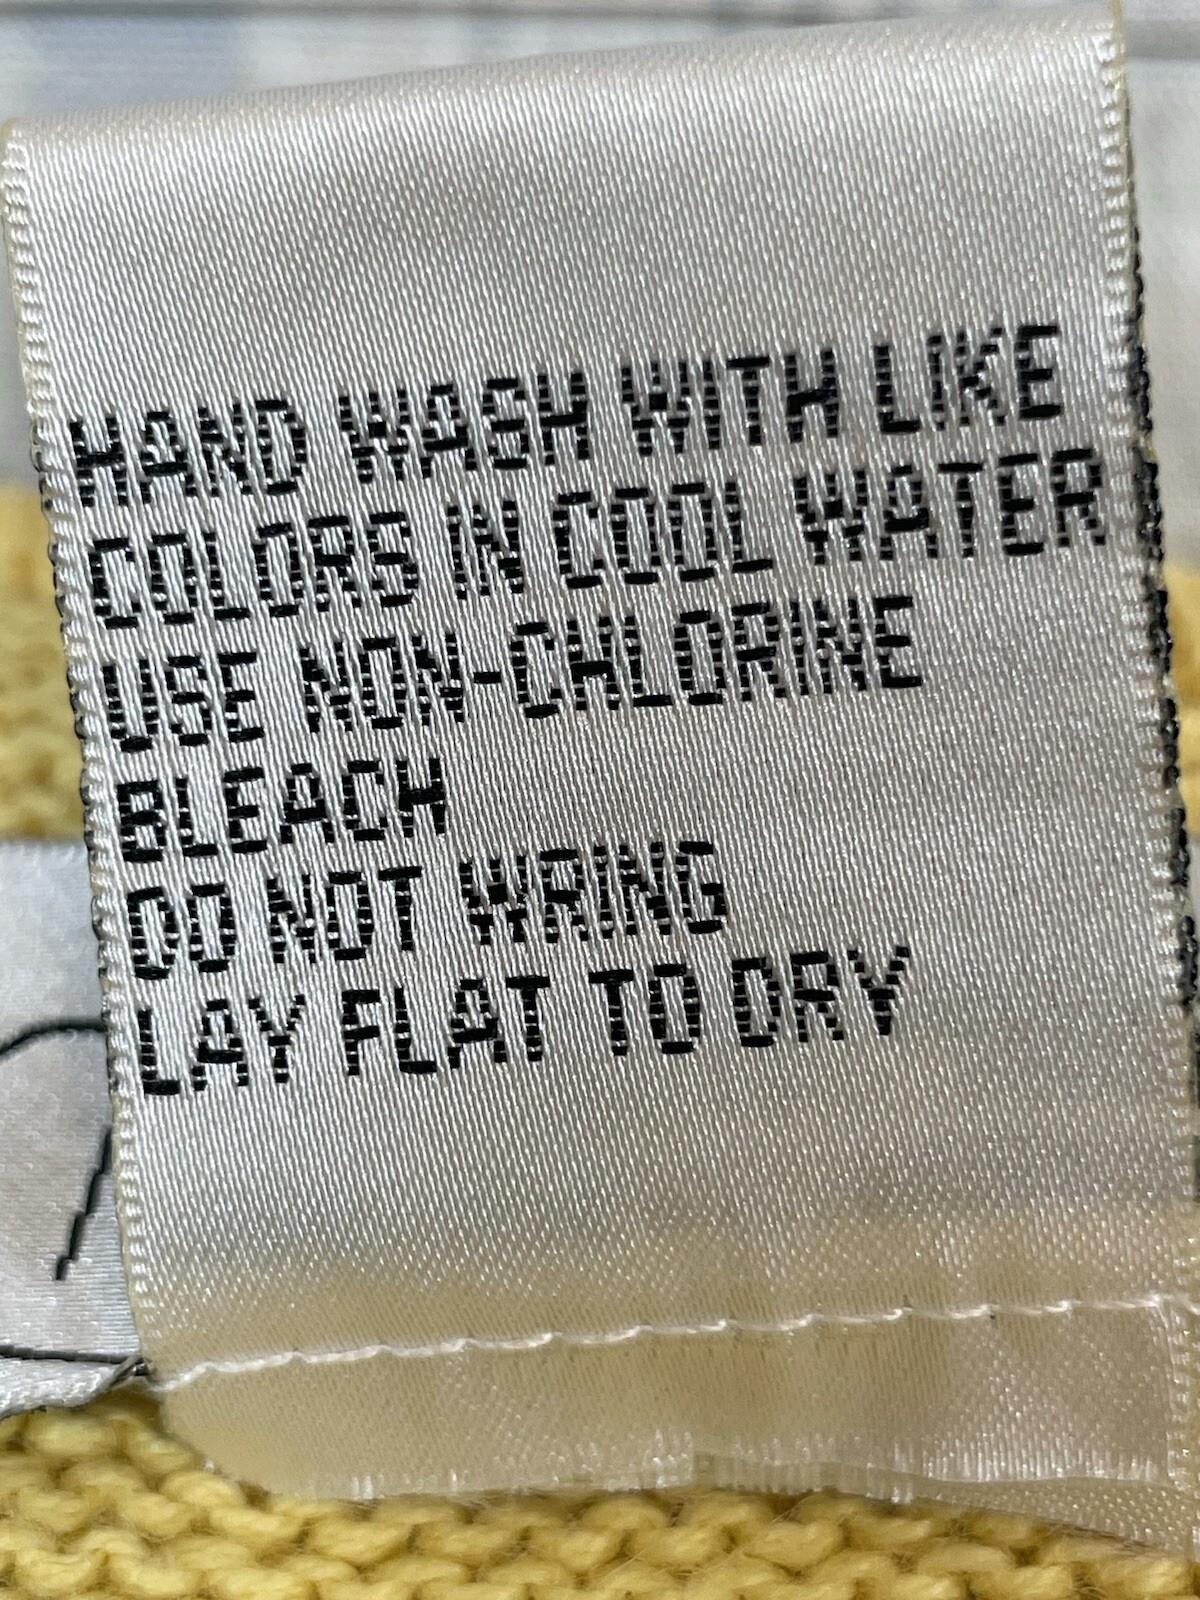 HAND WASH WITH LIKE
COLORS IN COOL WATER
USE NON-CHLORINE
BLEACH
DO NOT WRING
LAY FLAT TO DRY